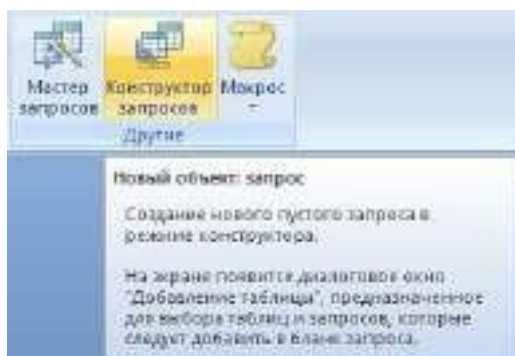 Мастер запросов
Конструктор запросов
Макрос
Другие
Новый объект: запрос
Создание нового пустого запроса в
режиме конструктора.
На экране появится диалоговое окно
"Добавление таблицы", предназначенное
для выбора таблиц и запросов, которые
следует добавить в бланк запроса.